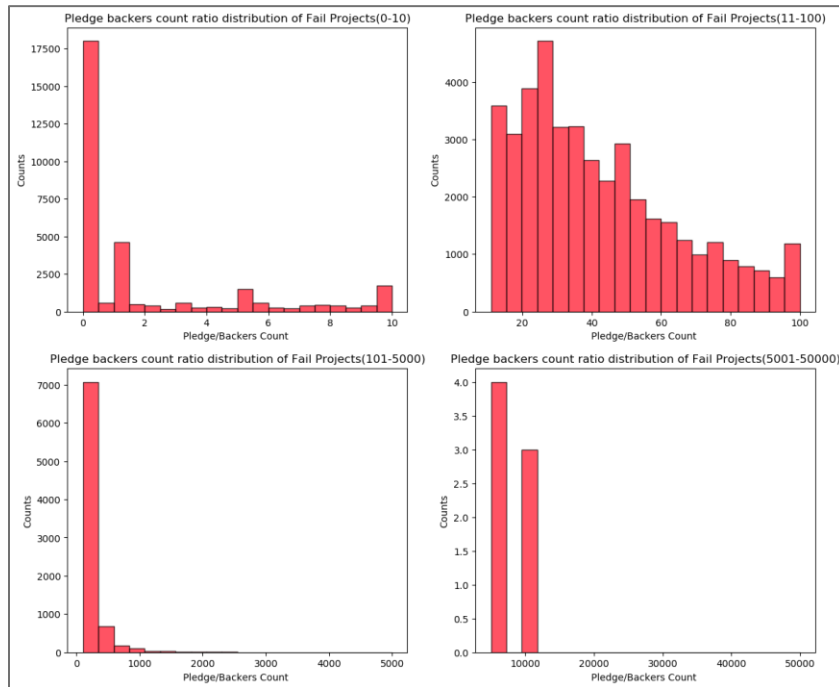 Pledge backers count ratio distribution of Fail Projects(0-10)
17500
15000
12500
10000
7500
5000
2500
0
Counts
0 2 4 6 8 10
Pledge/Backers Count
Pledge backers count ratio distribution of Fail Projects(11-100)
4000
3000
2000
1000
0
Counts
20 40 60 80 100
Pledge/Backers Count
Pledge backers count ratio distribution of Fail Projects(101-5000)
7000
6000
5000
4000
3000
2000
1000
0
Counts
0 1000 2000 3000 4000 5000
Pledge/Backers Count
Pledge backers count ratio distribution of Fail Projects(5001-50000)
4.0
3.5
3.0
2.5
2.0
1.5
1.0
0.5
0.0
Counts
10000 20000 30000 40000 50000
Pledge/Backers Count